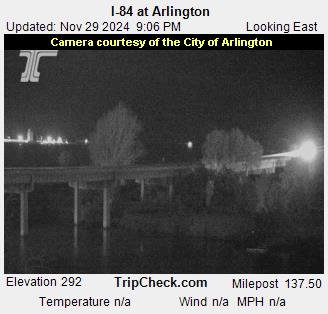 I-84 at Arlington
Updated: Nov 29 2024 9:06 PM Looking East
Camera courtesy of the City of Arlington
Elevation 292 TripCheck.com Milepost 137.50
Temperature n/a Wind n/a MPH n/a